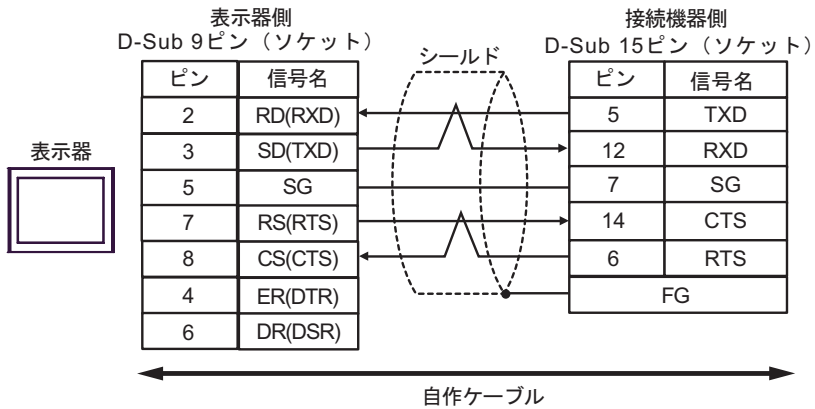 表示器側
D-Sub 9ピン（ソケット）
接続機器側
D-Sub 15ピン（ソケット）
シールド
ピン 信号名
2 RD(RXD)
3 SD(TXD)
5 SG
7 RS(RTS)
8 CS(CTS)
4 ER(DTR)
6 DR(DSR)
表示器
ピン 信号名
5 TXD
12 RXD
7 SG
14 CTS
6 RTS
FG
自作ケーブル